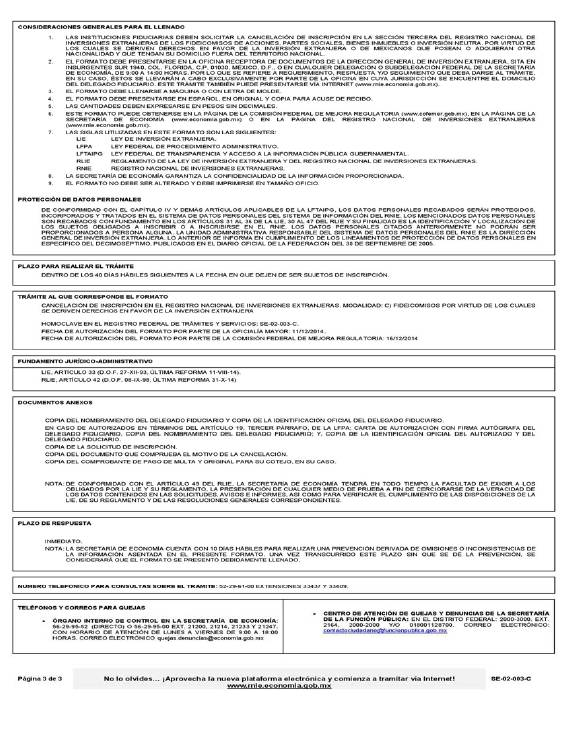 CONSIDERACIONES GENERALES PARA EL LLENADO
1. LAS INSTITUCIONES FIDUCIARIAS DEBEN SOLICITAR LA CANCELACIÓN DE INSCRIPCIÓN EN LA SECCIÓN TERCERA DEL REGISTRO NACIONAL DE
INVERSIONES EXTRANJERAS DE LOS FIDEICOMISOS DE ACCIONES, PARTES SOCIALES, BIENES INMUEBLES O INVERSIÓN NEUTRA, POR VIRTUD DE
LOS CUALES SE DERIVEN DERECHOS EN FAVOR DE LA INVERSIÓN EXTRANJERA O DE MEXICANOS QUE POSEAN O ADQUIERAN OTRA
NACIONALIDAD Y QUE TENGAN SU DOMICILIO FUERA DEL TERRITORIO NACIONAL.
2. EL FORMATO DEBE PRESENTARSE EN LA OFICINA RECEPTORA DE DOCUMENTOS DE LA DIRECCIÓN GENERAL DE INVERSIÓN EXTRANJERA, SITA EN
INSURGENTES SUR 1940, COL. FLORIDA, C.P. 01030, MÉXICO, D.F., O EN CUALQUIER DELEGACIÓN O SUBDELEGACIÓN FEDERAL DE LA SECRETARÍA
DE ECONOMÍA, DE 9:00 A 14:00 HORAS. POR LO QUE SE REFIERE A REQUERIMIENTO, RESPUESTA Y/O SEGUIMIENTO QUE DEBA DARSE AL TRÁMITE,
EN SU CASO, ÉSTOS SE LLEVARÁN A CABO EXCLUSIVAMENTE POR PARTE DE LA OFICINA EN CUYA JURISDICCIÓN SE ENCUENTRE EL DOMICILIO
DEL DELEGADO FIDUCIARIO. ESTE TRÁMITE TAMBIÉN PUEDE PRESENTARSE VÍA INTERNET (www.rnie.economia.gob.mx).
3. EL FORMATO DEBE LLENARSE A MÁQUINA O CON LETRA DE MOLDE.
4. EL FORMATO DEBE PRESENTARSE EN ESPAÑOL, EN ORIGINAL Y COPIA PARA ACUSE DE RECIBO.
5. LAS CANTIDADES DEBEN EXPRESARSE EN PESOS SIN DECIMALES.
6. ESTE FORMATO PUEDE OBTENERSE EN LA PÁGINA DE LA COMISIÓN FEDERAL DE MEJORA REGULATORIA (www.cofemer.gob.mx), EN LA PÁGINA DE LA
SECRETARÍA DE ECONOMÍA (www.economia.gob.mx) O EN LA PÁGINA DEL REGISTRO NACIONAL DE INVERSIONES EXTRANJERAS
(www.rnie.economia.gob.mx).
7. LAS SIGLAS UTILIZADAS EN ESTE FORMATO SON LAS SIGUIENTES:
LIE LEY DE INVERSIÓN EXTRANJERA.
LFPA LEY FEDERAL DE PROCEDIMIENTO ADMINISTRATIVO.
LFTAIPG LEY FEDERAL DE TRANSPARENCIA Y ACCESO A LA INFORMACIÓN PÚBLICA GUBERNAMENTAL.
RLIE REGLAMENTO DE LA LEY DE INVERSIÓN EXTRANJERA Y DEL REGISTRO NACIONAL DE INVERSIONES EXTRANJERAS.
RNIE REGISTRO NACIONAL DE INVERSIONES EXTRANJERAS.
8. LA SECRETARÍA DE ECONOMÍA GARANTIZA LA CONFIDENCIALIDAD DE LA INFORMACIÓN PROPORCIONADA.
9. EL FORMATO NO DEBE SER ALTERADO Y DEBE IMPRIMIRSE EN TAMAÑO OFICIO.
PROTECCIÓN DE DATOS PERSONALES
DE CONFORMIDAD CON EL CAPÍTULO IV Y DEMÁS ARTÍCULOS APLICABLES DE LA LFTAIPG, LOS DATOS PERSONALES RECABADOS SERÁN PROTEGIDOS,
INCORPORADOS Y TRATADOS EN EL SISTEMA DE DATOS PERSONALES DEL SISTEMA DE INFORMACIÓN DEL RNIE. LOS MENCIONADOS DATOS PERSONALES
SON RECABADOS CON FUNDAMENTO EN LOS ARTÍCULOS 31 AL 36 DE LA LIE, 30 AL 47 DEL RLIE Y SU FINALIDAD ES LA IDENTIFICACIÓN Y LOCALIZACIÓN DE
LOS SUJETOS OBLIGADOS A INSCRIBIR O A INSCRIBIRSE EN EL RNIE. LOS DATOS PERSONALES CITADOS ANTERIORMENTE NO PODRÁN SER
PROPORCIONADOS A PERSONA ALGUNA. LA UNIDAD ADMINISTRATIVA RESPONSABLE DEL SISTEMA DE DATOS PERSONALES DEL RNIE ES LA DIRECCIÓN
GENERAL DE INVERSIÓN EXTRANJERA. LO ANTERIOR SE INFORMA EN CUMPLIMIENTO DE LOS LINEAMIENTOS DE PROTECCIÓN DE DATOS PERSONALES EN
ESPECÍFICO DEL DECIMOSÉPTIMO, PUBLICADOS EN EL DIARIO OFICIAL DE LA FEDERACIÓN DEL 30 DE SEPTIEMBRE DE 2005.
PLAZO PARA REALIZAR EL TRÁMITE
DENTRO DE LOS 40 DÍAS HÁBILES SIGUIENTES A LA FECHA EN QUE DEJEN DE SER SUJETOS DE INSCRIPCIÓN.
TRÁMITE AL QUE CORRESPONDE EL FORMATO
CANCELACIÓN DE INSCRIPCIÓN EN EL REGISTRO NACIONAL DE INVERSIONES EXTRANJERAS. MODALIDAD: C) FIDEICOMISOS POR VIRTUD DE LOS CUALES
SE DERIVEN DERECHOS EN FAVOR DE LA INVERSIÓN EXTRANJERA
HOMOCLAVE EN EL REGISTRO FEDERAL DE TRÁMITES Y SERVICIOS: SE-02-003-C.
FECHA DE AUTORIZACIÓN DEL FORMATO POR PARTE DE LA OFICIALÍA MAYOR: 11/12/2014.
FECHA DE AUTORIZACIÓN DEL FORMATO POR PARTE DE LA COMISIÓN FEDERAL DE MEJORA REGULATORIA: 16/12/2014
FUNDAMENTO JURÍDICO-ADMINISTRATIVO
LIE, ARTÍCULO 33 (D.O.F. 27-XII-93, ÚLTIMA REFORMA 11-VIII-14).
RLIE; ARTÍCULO 42 (D.O.F. 08-IX-98, ÚLTIMA REFORMA 31-X-14)
DOCUMENTOS ANEXOS
COPIA DEL NOMBRAMIENTO DEL DELEGADO FIDUCIARIO Y COPIA DE LA IDENTIFICACIÓN OFICIAL DEL DELEGADO FIDUCIARIO.
EN CASO DE AUTORIZADOS EN TÉRMINOS DEL ARTÍCULO 19, TERCER PÁRRAFO, DE LA LFPA: CARTA DE AUTORIZACIÓN CON FIRMA AUTÓGRAFA DEL
DELEGADO FIDUCIARIO, COPIA DEL NOMBRAMIENTO DEL DELEGADO FIDUCIARIO; Y, COPIA DE LA IDENTIFICACIÓN OFICIAL DEL AUTORIZADO Y DEL
DELEGADO FIDUCIARIO.
COPIA DE LA SOLICITUD DE INSCRIPCIÓN.
COPIA DEL DOCUMENTO QUE COMPRUEBA EL MOTIVO DE LA CANCELACIÓN.
COPIA DEL COMPROBANTE DE PAGO DE MULTA Y ORIGINAL PARA SU COTEJO, EN SU CASO.
NOTA: DE CONFORMIDAD CON EL ARTÍCULO 45 DEL RLIE, LA SECRETARÍA DE ECONOMÍA TENDRÁ EN TODO TIEMPO LA FACULTAD DE EXIGIR A LOS
OBLIGADOS POR LA LIE Y SU REGLAMENTO, LA PRESENTACIÓN DE CUALQUIER MEDIO DE PRUEBA A FIN DE CERCIORARSE DE LA VERACIDAD DE
LOS DATOS CONTENIDOS EN LAS SOLICITUDES, AVISOS E INFORMES, ASÍ COMO PARA VERIFICAR EL CUMPLIMIENTO DE LAS DISPOSICIONES DE LA
LIE, DE SU REGLAMENTO Y DE LAS RESOLUCIONES GENERALES CORRESPONDIENTES.
PLAZO DE RESPUESTA
INMEDIATO.
NOTA: LA SECRETARÍA DE ECONOMÍA CUENTA CON 10 DÍAS HÁBILES PARA REALIZAR UNA PREVENCIÓN DERIVADA DE OMISIONES O INCONSISTENCIAS DE
LA INFORMACIÓN ASENTADA EN EL PRESENTE FORMATO. UNA VEZ TRANSCURRIDO ESTE PLAZO SIN QUE SE DÉ LA PREVENCIÓN, SE
CONSIDERARÁ QUE EL FORMATO SE PRESENTÓ DEBIDAMENTE LLENADO.
NÚMERO TELEFÓNICO PARA CONSULTAS SOBRE EL TRÁMITE: 52-29-61-00 EXTENSIONES 33437 Y 33609.
TELÉFONOS Y CORREOS PARA QUEJAS
• ÓRGANO INTERNO DE CONTROL EN LA SECRETARÍA DE ECONOMÍA:
56-29-95-52 (DIRECTO) O 56-29-95-00 EXT. 21200, 21214, 21233 Y 21247.
CON HORARIO DE ATENCIÓN DE LUNES A VIERNES DE 9:00 A 18:00
HORAS. CORREO ELECTRÓNICO quejas.denuncias@economia.gob.mx
• CENTRO DE ATENCIÓN DE QUEJAS Y DENUNCIAS DE LA SECRETARÍA
DE LA FUNCIÓN PÚBLICA: EN EL DISTRITO FEDERAL: 2000-3000, EXT.
2164, 2000-2000 Y/O 018001128700. CORREO ELECTRÓNICO:
contactociudadano@funcionpublica.gob.mx
Página 3 de 3
No lo olvides... ¡Aprovecha la nueva plataforma electrónica y comienza a tramitar vía Internet!
www.rnie.economia.gob.mx
SE-02-003-C